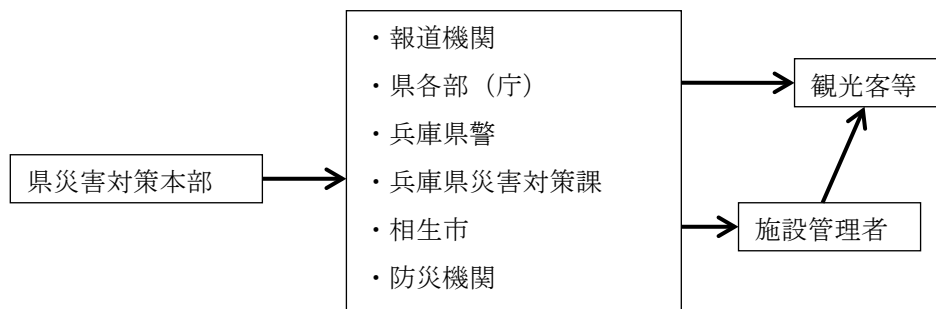 県災害対策本部
・報道機関
・県各部（庁）
・兵庫県警
・兵庫県災害対策課
・相生市
・防災機関
観光客等
施設管理者